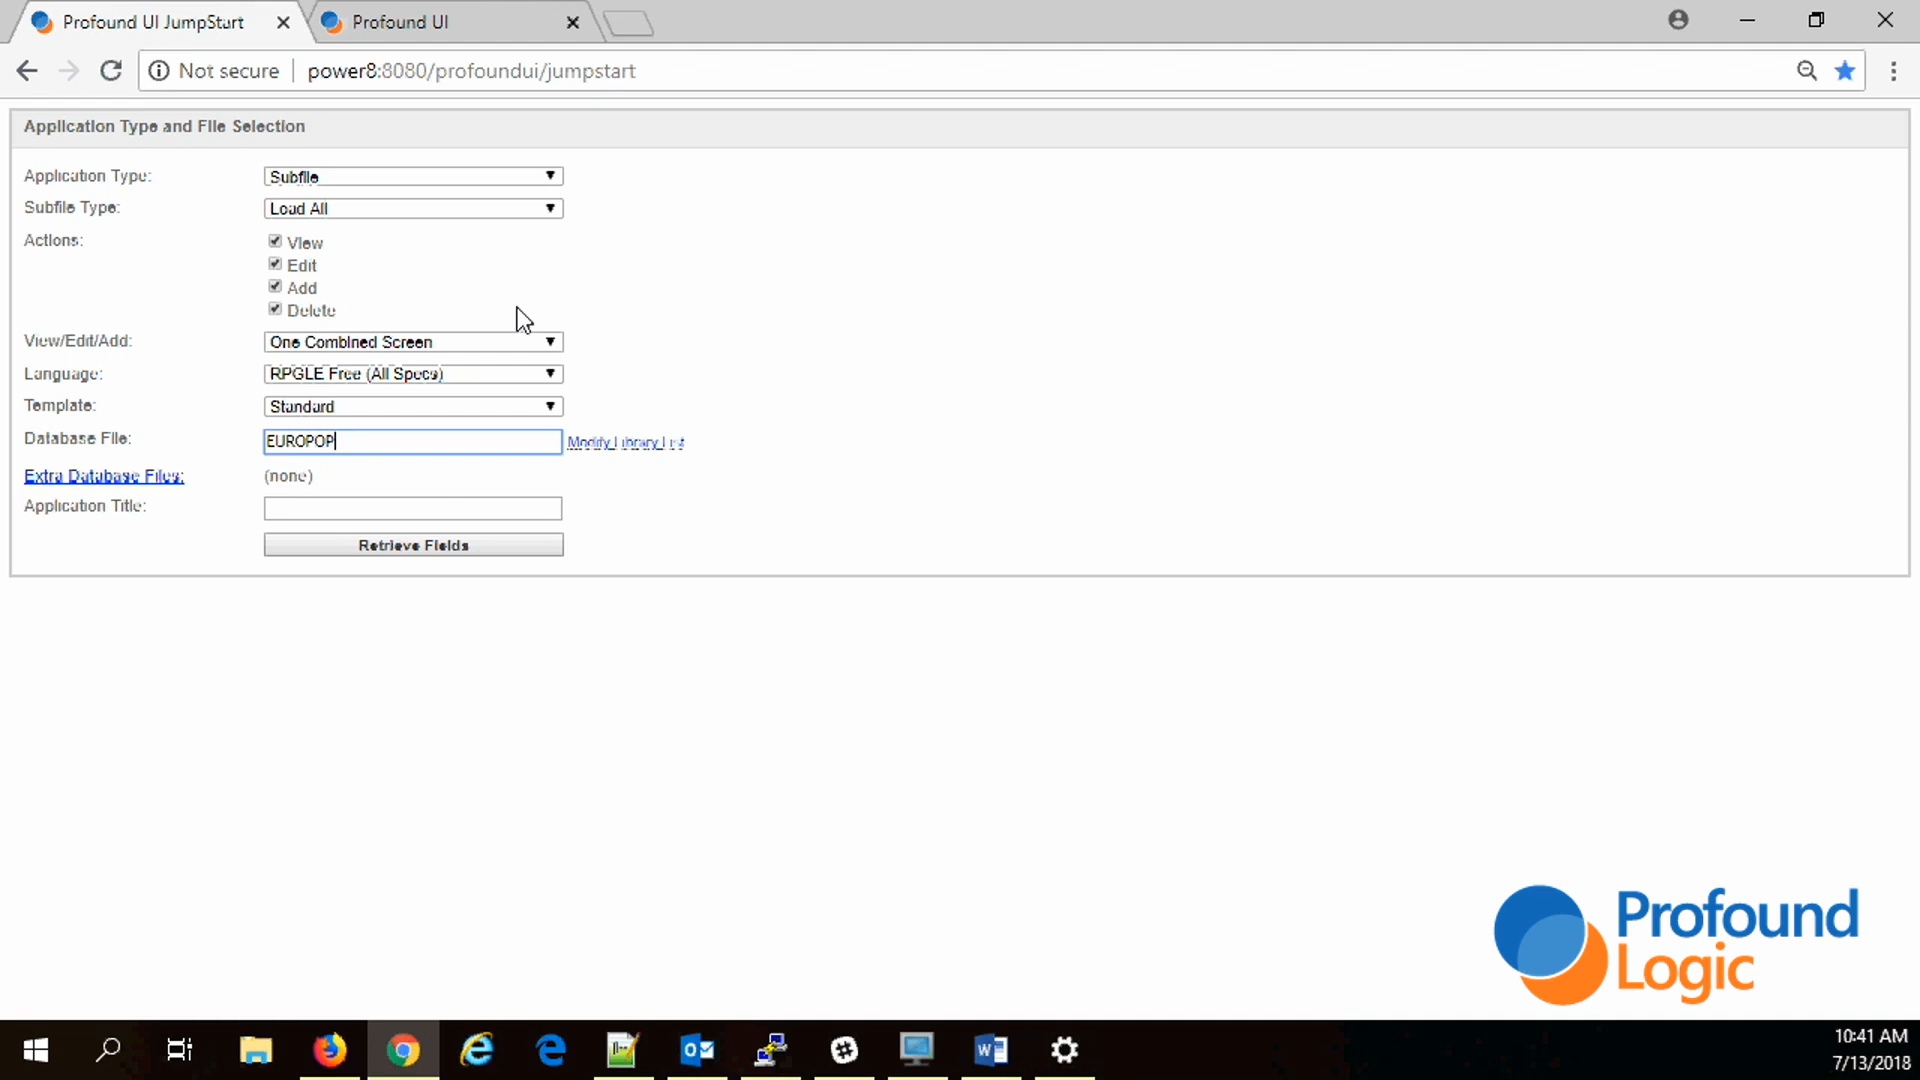 Profound UI JumpStart
Profound UI
Not secure
power8:8080/profoundui/jumpstart
Application Type and File Selection
Application Type:
Subfile
Subfile Type:
Load All
Actions:
View
Edit
Add
Delete
View/Edit/Add:
One Combined Screen
Language:
RPGLE Free (All Specs)
Template:
Standard
Database File:
EUROPOP
Modify Library List
Extra Database Files:
(none)
Application Title:
Retrieve Fields
Profound
Logic
10:41 AM
7/13/2018